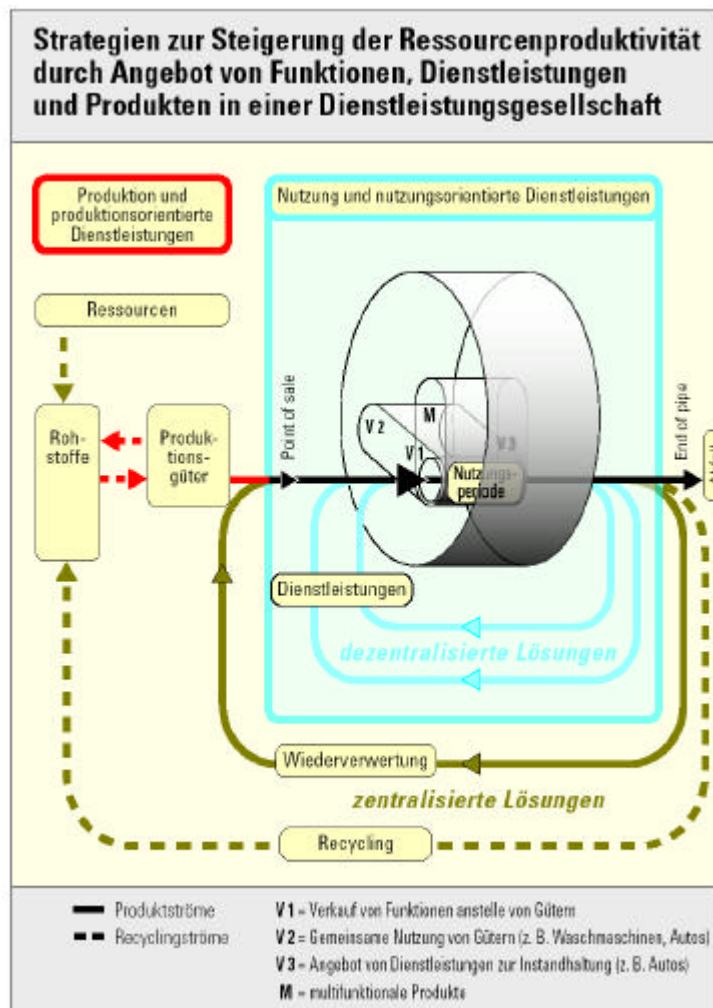 Strategien zur Steigerung der Ressourcenproduktivität
durch Angebot von Funktionen, Dienstleistungen
und Produkten in einer Dienstleistungsgesellschaft
Produktion und
produktionsorientierte
Dienstleistungen
Nutzung und nutzungsorientierte Dienstleistungen
Ressourcen
Roh-
stoffe
Produk-
tions-
güter
Point of sale
V 2
M
V 1
V 3
Nutzungs-
periode
End of pipe
Dienstleistungen
dezentralisierte Lösungen
Wiederverwertung
zentralisierte Lösungen
Recycling
Produktströme
Recyclingströme
V 1 = Verkauf von Funktionen anstelle von Gütern
V 2 = Gemeinsame Nutzung von Gütern (z. B. Waschmaschinen, Autos)
V 3 = Angebot von Dienstleistungen zur Instandhaltung (z. B. Autos)
M = multifunktionale Produkte